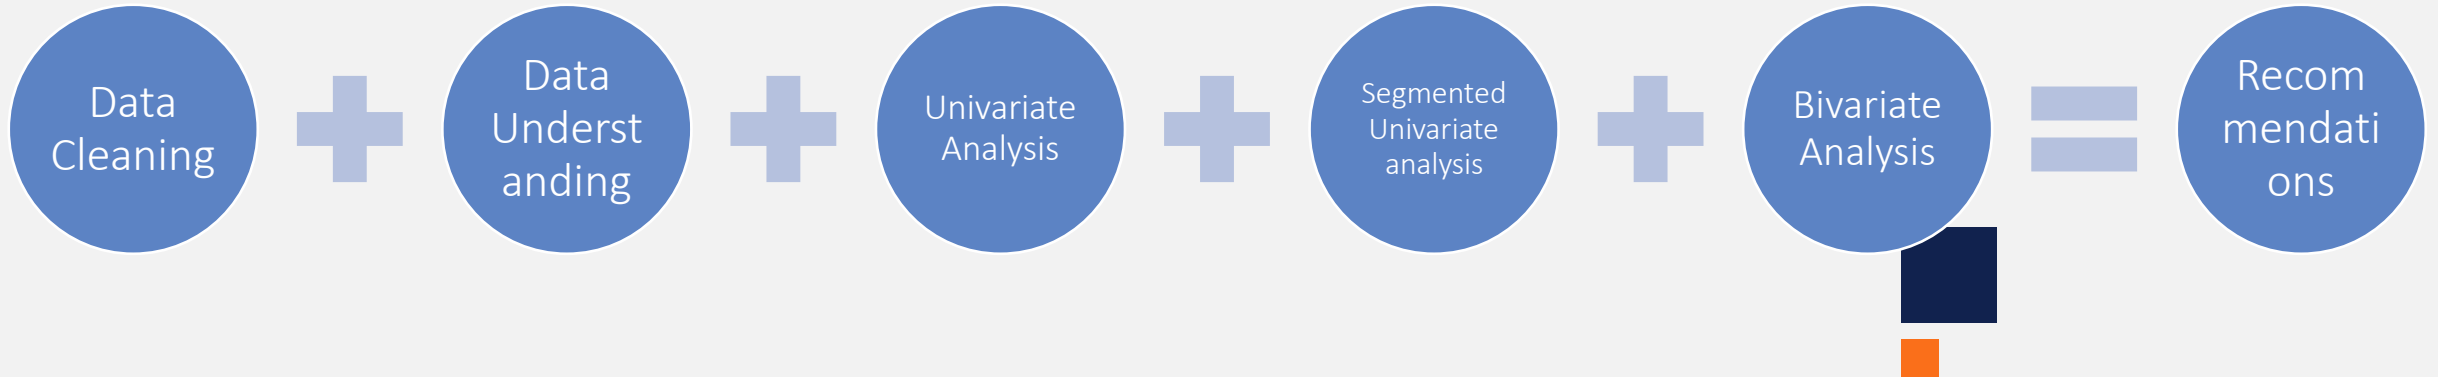 Data
Cleaning
Data
Underst
anding
Univariate
Analysis
Segmented
Univariate
analysis
Bivariate
Analysis
Recom
mendati
ons